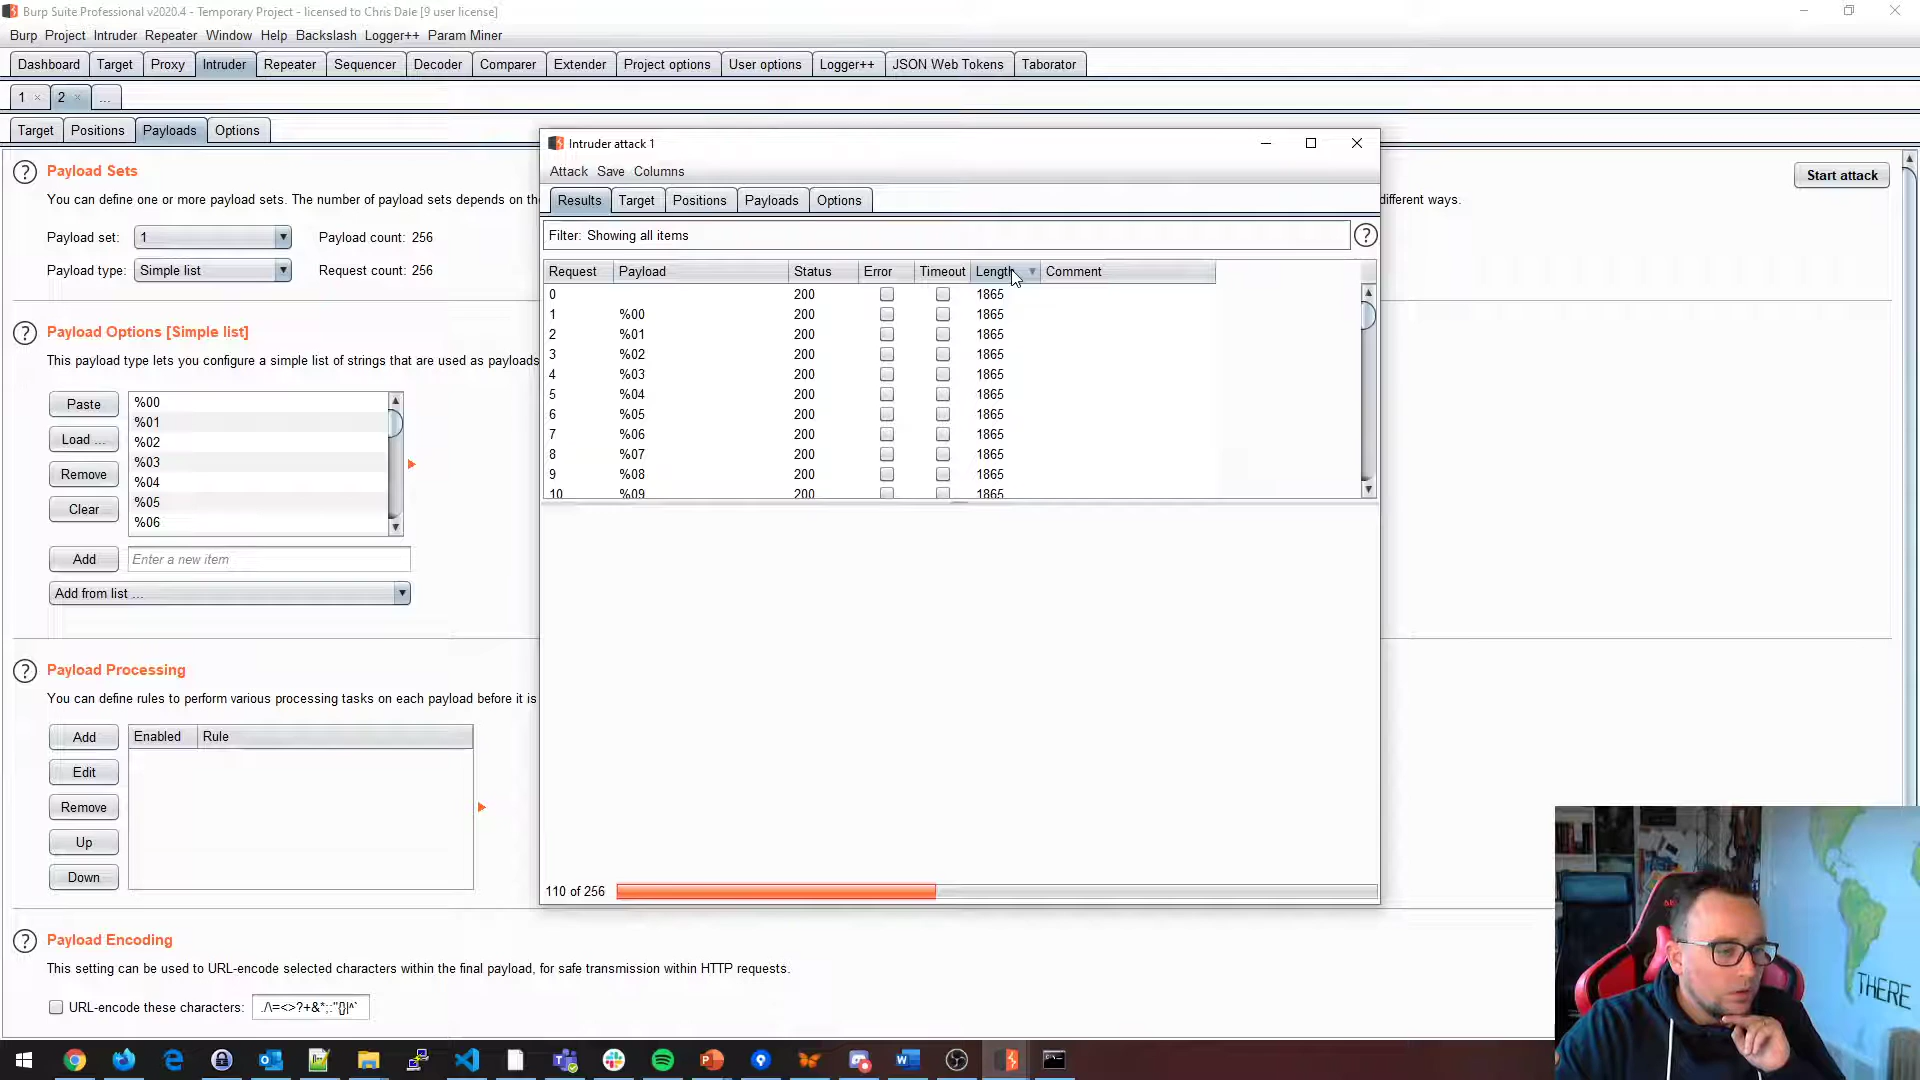 Burp Suite Professional v2020.4 - Temporary Project - licensed to Chris Dale [9 user license]
Burp Project Intruder Repeater Window Help Backslash Logger++ Param Miner
Dashboard Target Proxy Intruder Repeater Sequencer Decoder Comparer Extender Project options User options Logger++ JSON Web Tokens Taborator
1 × 2 × ...
Target Positions Payloads Options
Payload Sets
Start attack
You can define one or more payload sets. The number of payload sets depends on th
different ways.
Payload set: 1 Payload count: 256
Payload type: Simple list Request count: 256
Payload Options [Simple list]
This payload type lets you configure a simple list of strings that are used as payloads
Paste
Load ...
Remove
Clear
%00
%01
%02
%03
%04
%05
%06
Add Enter a new item
Add from list ...
Payload Processing
You can define rules to perform various processing tasks on each payload before it is
Add
Edit
Remove
Up
Down
Enabled Rule
Payload Encoding
This setting can be used to URL-encode selected characters within the final payload, for safe transmission within HTTP requests.
URL-encode these characters: ./\=<>?+&*;:"{}|^`
Intruder attack 1
Attack Save Columns
Results Target Positions Payloads Options
Filter: Showing all items
Request Payload Status Error Timeout Length Comment
0 200 1865
1 %00 200 1865
2 %01 200 1865
3 %02 200 1865
4 %03 200 1865
5 %04 200 1865
6 %05 200 1865
7 %06 200 1865
8 %07 200 1865
9 %08 200 1865
10 %09 200 1865
110 of 256
THERE